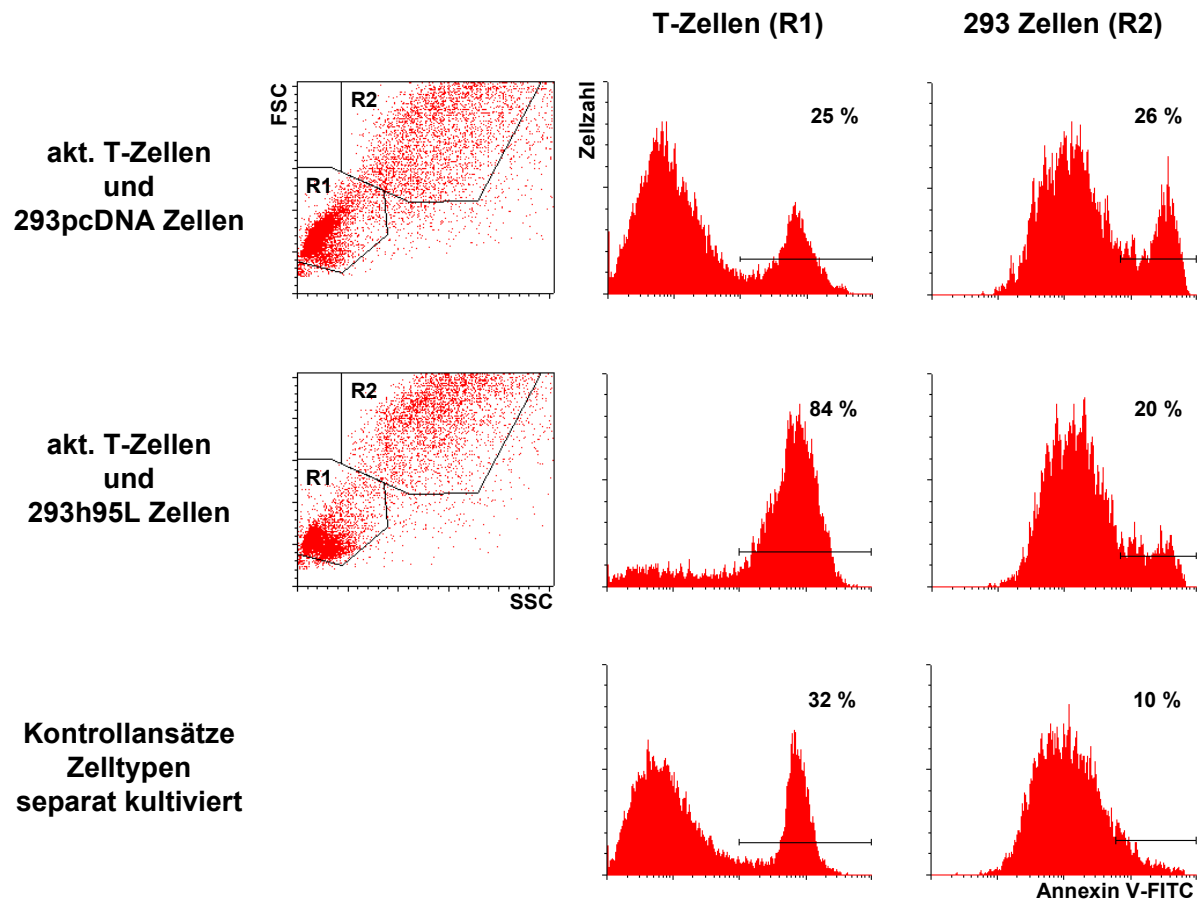 T-Zellen (R1)
293 Zellen (R2)
akt. T-Zellen
und
293pcDNA Zellen
FSC
R2
R1
Zellzahl
25 %
26 %
akt. T-Zellen
und
293h95L Zellen
R2
R1
SSC
84 %
20 %
Kontrollansätze
Zelltypen
separat kultiviert
32 %
10 %
Annexin V-FITC